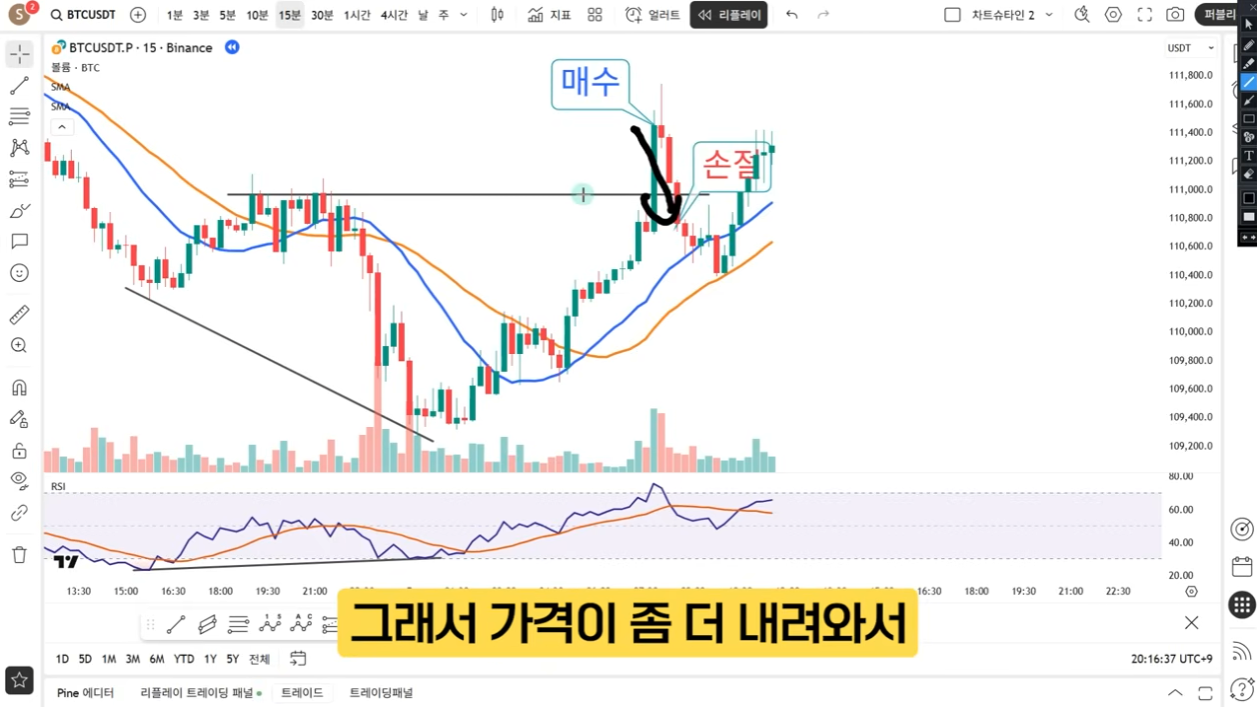 S 2 BTCUSDT 1분 3분 5분 10분 15분 30분 1시간 4시간 날 주 지표 얼러트 리플레이 차트슈타인 2 퍼블리
BTCUSDT.P · 15 · Binance
USDT
볼륨 · BTC
SMA
SMA
매수
손절
111,800.0
111,600.0
111,400.0
111,200.0
111,000.0
110,800.0
110,600.0
110,400.0
110,200.0
110,000.0
109,800.0
109,600.0
109,400.0
109,200.0
RSI
80.00
60.00
40.00
20.00
13:30 15:00 16:30 18:00 19:30 21:00 16:30 18:00 19:30 21:00 22:30
그래서 가격이 좀 더 내려와서
1D 5D 1M 3M 6M YTD 1Y 5Y 전체
20:16:37 UTC+9
Pine 에디터 리플레이 트레이딩 패널 트레이드 트레이딩패널